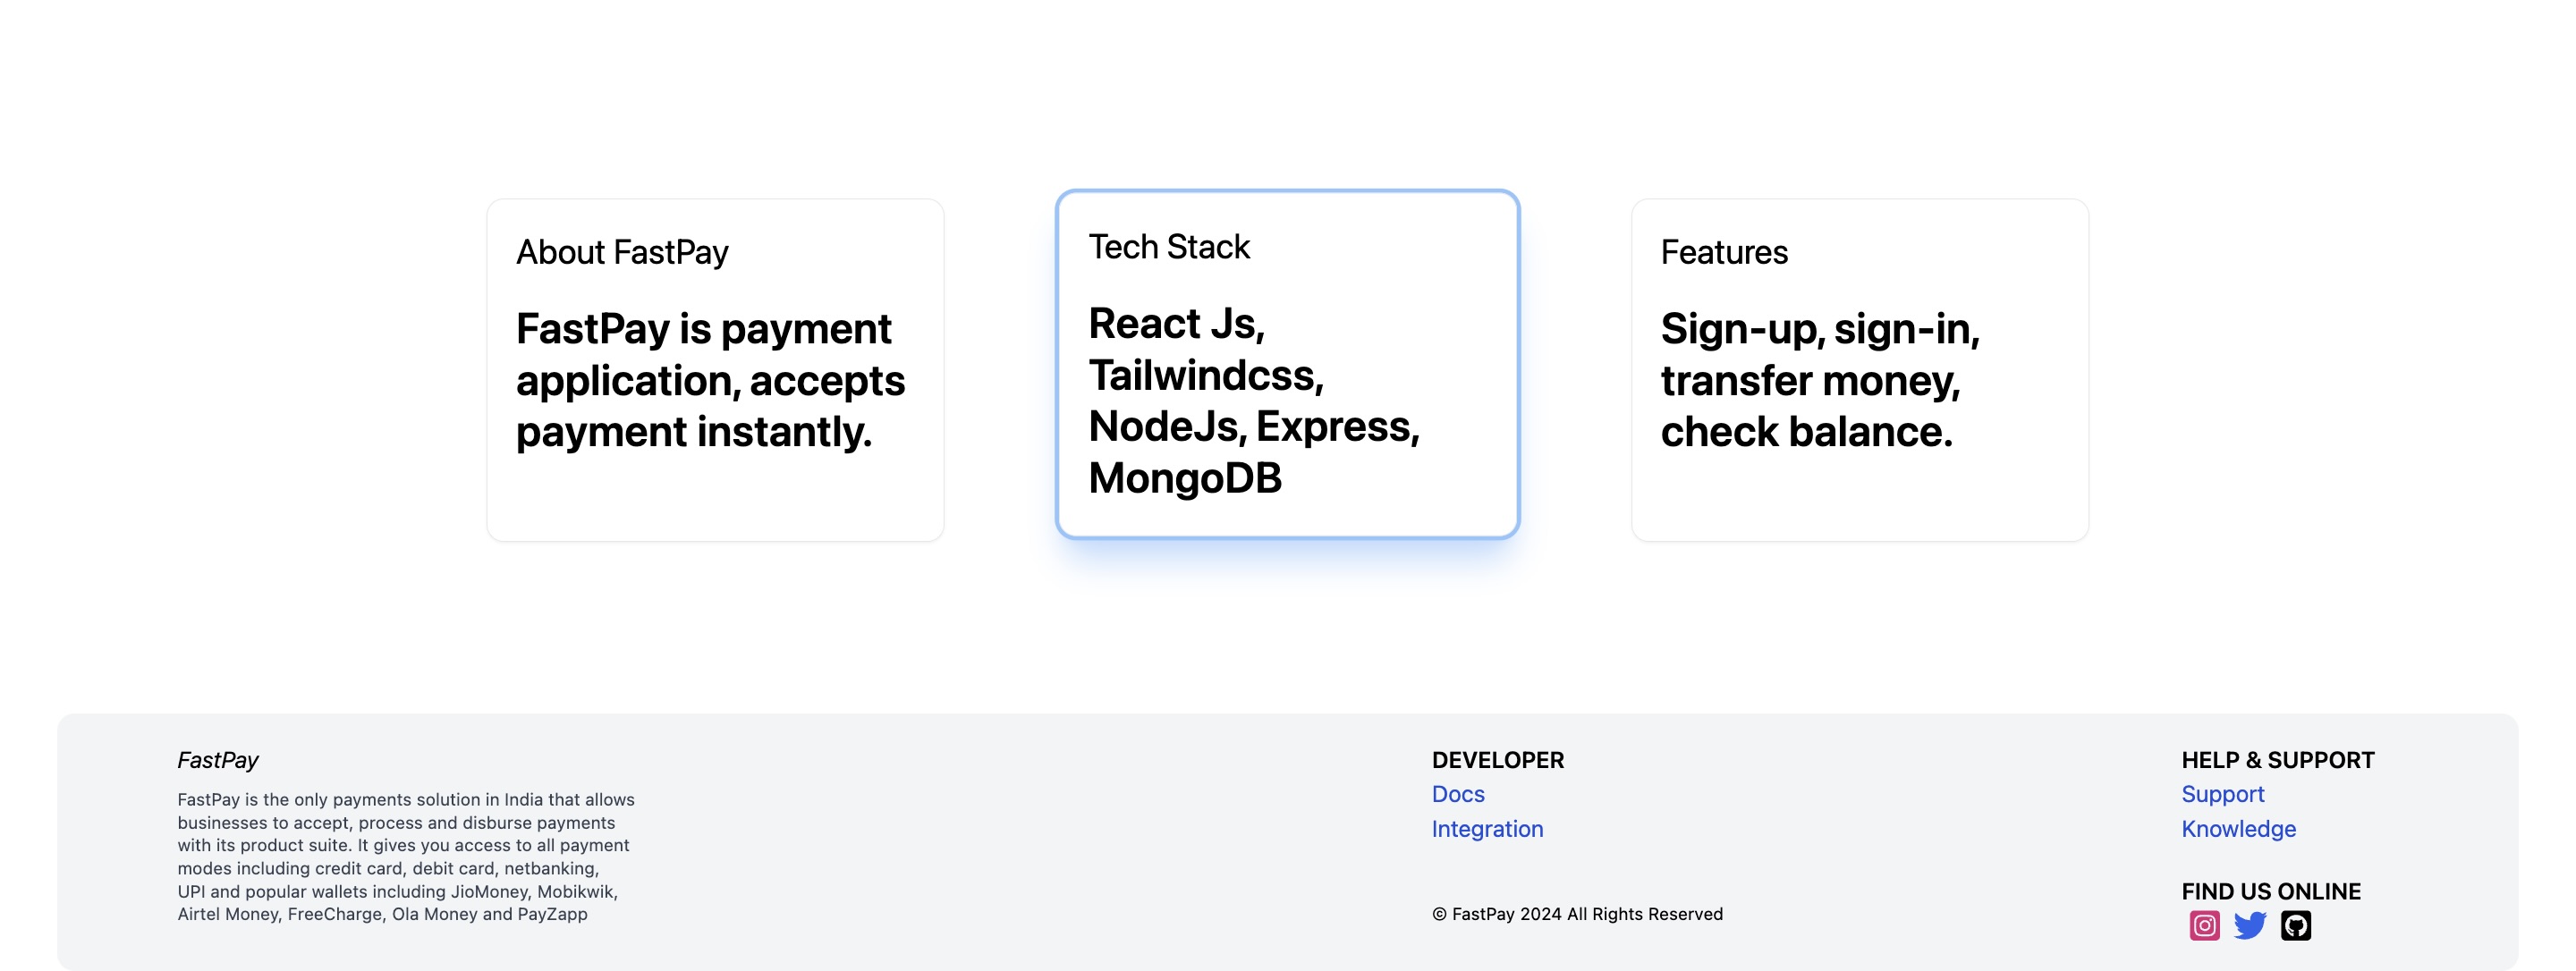 About FastPay
FastPay is payment
application, accepts
payment instantly.
Tech Stack
React Js,
Tailwindcss,
NodeJs, Express,
MongoDB
Features
Sign-up, sign-in,
transfer money,
check balance.
FastPay
FastPay is the only payments solution in India that allows
businesses to accept, process and disburse payments
with its product suite. It gives you access to all payment
modes including credit card, debit card, netbanking,
UPI and popular wallets including JioMoney, Mobikwik,
Airtel Money, FreeCharge, Ola Money and PayZapp
DEVELOPER
Docs
Integration
© FastPay 2024 All Rights Reserved
HELP & SUPPORT
Support
Knowledge
FIND US ONLINE